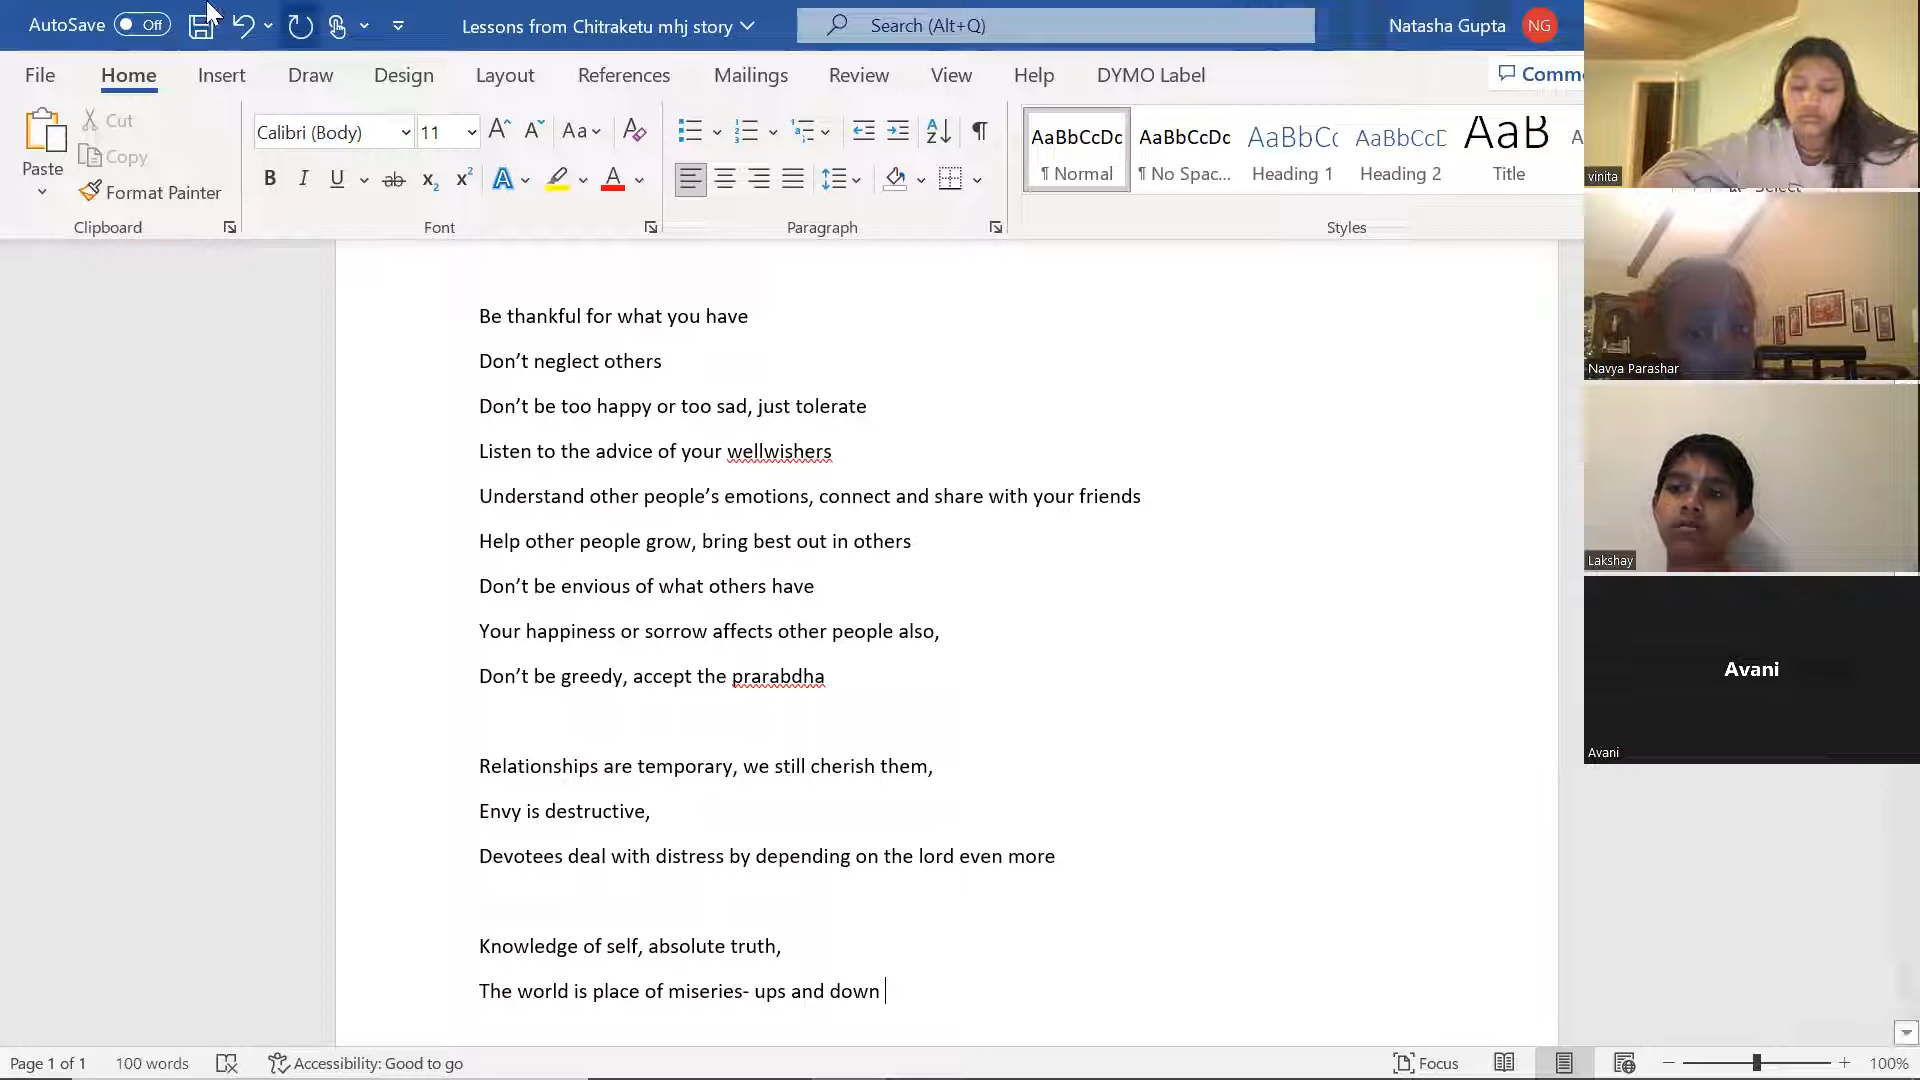 AutoSave Off Lessons from Chitraketu mhj story Search (Alt+Q) Natasha Gupta NG
File Home Insert Draw Design Layout References Mailings Review View Help DYMO Label Comme
Paste Cut Copy Format Painter
Calibri (Body) 11
AaBbCcDc AaBbCcDc AaBbCc AaBbCcD AaB
¶ Normal ¶ No Spac... Heading 1 Heading 2 Title
Clipboard Font Paragraph Styles
vinita
Navya Parashar
Lakshay
Avani
Avani
Be thankful for what you have
Don’t neglect others
Don’t be too happy or too sad, just tolerate
Listen to the advice of your wellwishers
Understand other people’s emotions, connect and share with your friends
Help other people grow, bring best out in others
Don’t be envious of what others have
Your happiness or sorrow affects other people also,
Don’t be greedy, accept the prarabdha
Relationships are temporary, we still cherish them,
Envy is destructive,
Devotees deal with distress by depending on the lord even more
Knowledge of self, absolute truth,
The world is place of miseries- ups and down
Page 1 of 1 100 words Accessibility: Good to go Focus 100%